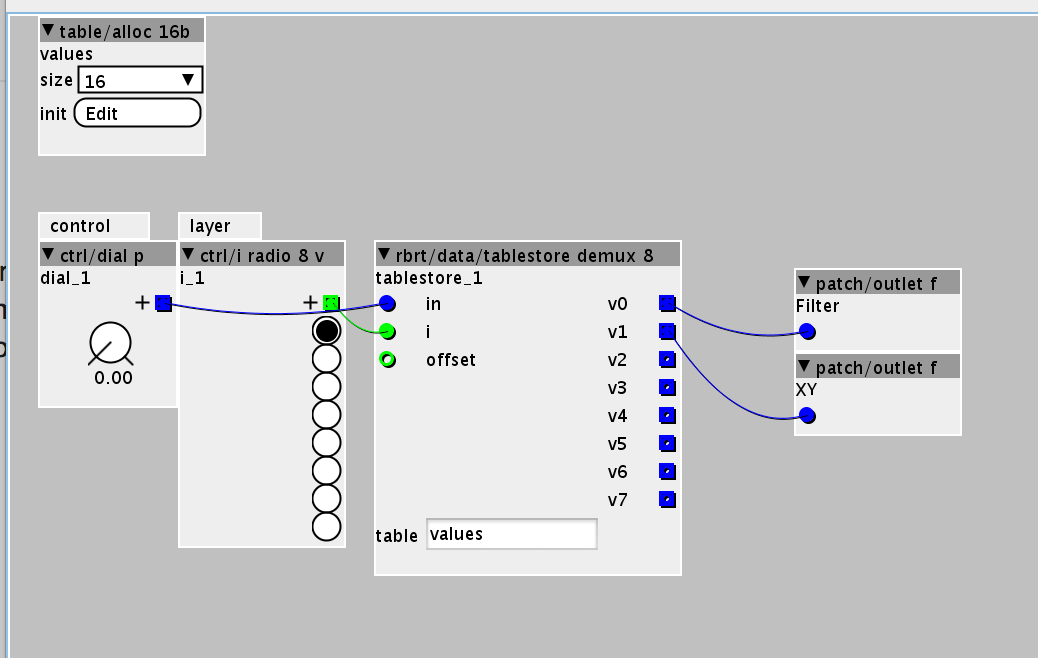 table/alloc 16b
values
size 16
init Edit
control
layer
ctrl/dial p
dial_1
+
0.00
ctrl/i radio 8 v
i_1
+
rbrt/data/tablestore demux 8
tablestore_1
in v0
i v1
offset v2
v3
v4
v5
v6
v7
table values
patch/outlet f
Filter
patch/outlet f
XY